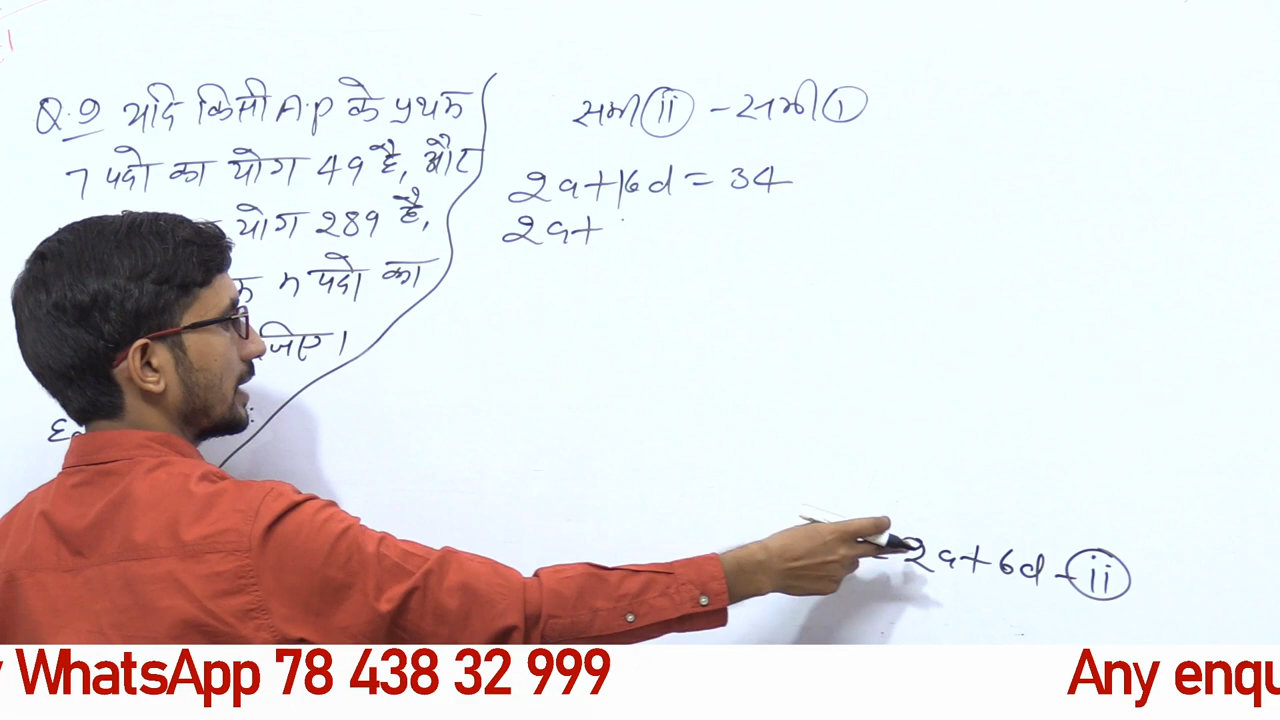 Q.9 यदि किसी A.P के प्रथम
7 पदो का योग 49 है, और
योग 289 है,
n पदो का
जिए।
समी (ii) - समी (i)
2a+16d = 34
2a+
= 2a+6d - (ii)
WhatsApp 78 438 32 999
Any enqu